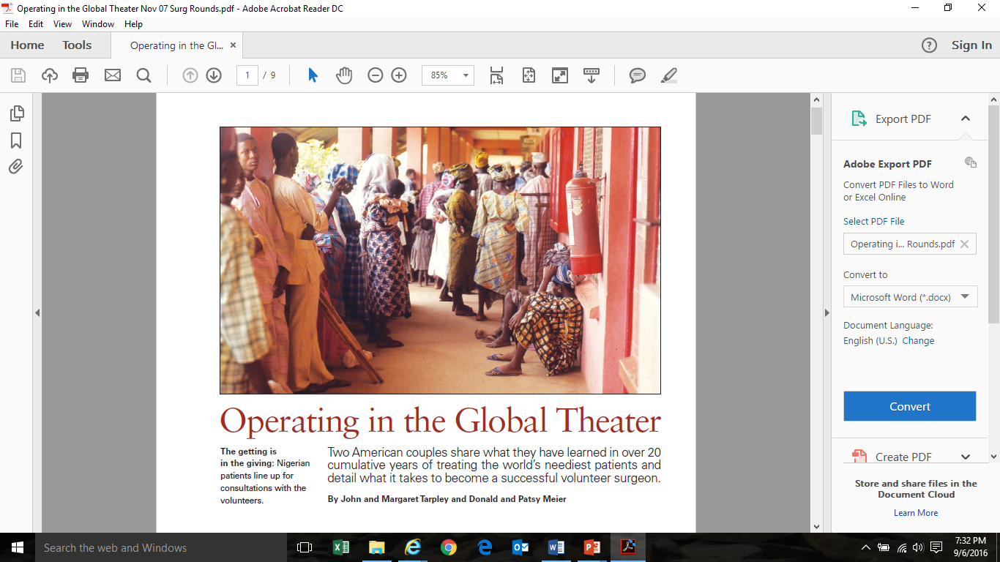 Operating in the Global Theater Nov 07 Surg Rounds.pdf - Adobe Acrobat Reader DC
File Edit View Window Help
Home Tools Operating in the Gl... × ? Sign In
1 / 9 85%
Export PDF
Adobe Export PDF
Convert PDF Files to Word
or Excel Online
Select PDF File
Operating i... Rounds.pdf
Convert to
Microsoft Word (*.docx)
Document Language:
English (U.S.) Change
Convert
Create PDF
Store and share files in the
Document Cloud
Learn More
Operating in the Global Theater
The getting is
in the giving: Nigerian
patients line up for
consultations with the
volunteers.
Two American couples share what they have learned in over 20
cumulative years of treating the world's neediest patients and
detail what it takes to become a successful volunteer surgeon.
By John and Margaret Tarpley and Donald and Patsy Meier
Search the web and Windows
7:32 PM
9/6/2016